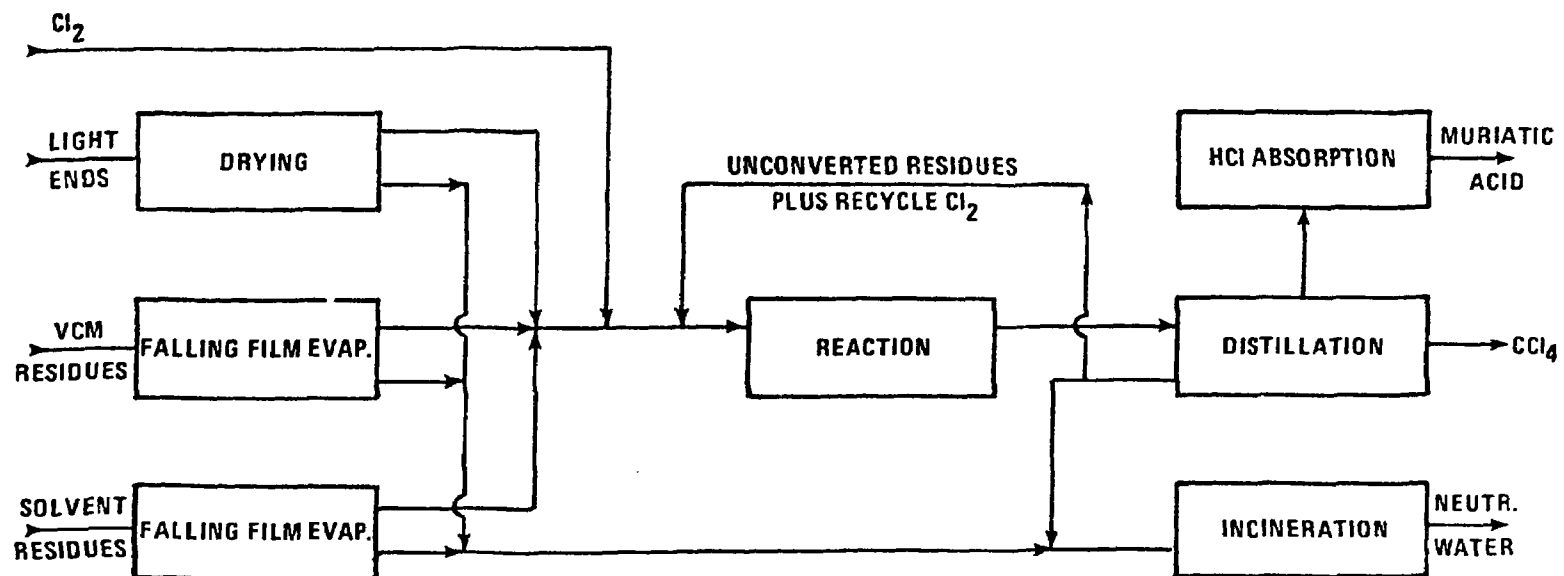 Cl₂
LIGHT
ENDS
DRYING
UNCONVERTED RESIDUES
PLUS RECYCLE Cl₂
HCl ABSORPTION
MURIATIC
ACID
VCM
RESIDUES
FALLING FILM EVAP.
REACTION
DISTILLATION
CCl₄
SOLVENT
RESIDUES
FALLING FILM EVAP.
INCINERATION
NEUTR.
WATER